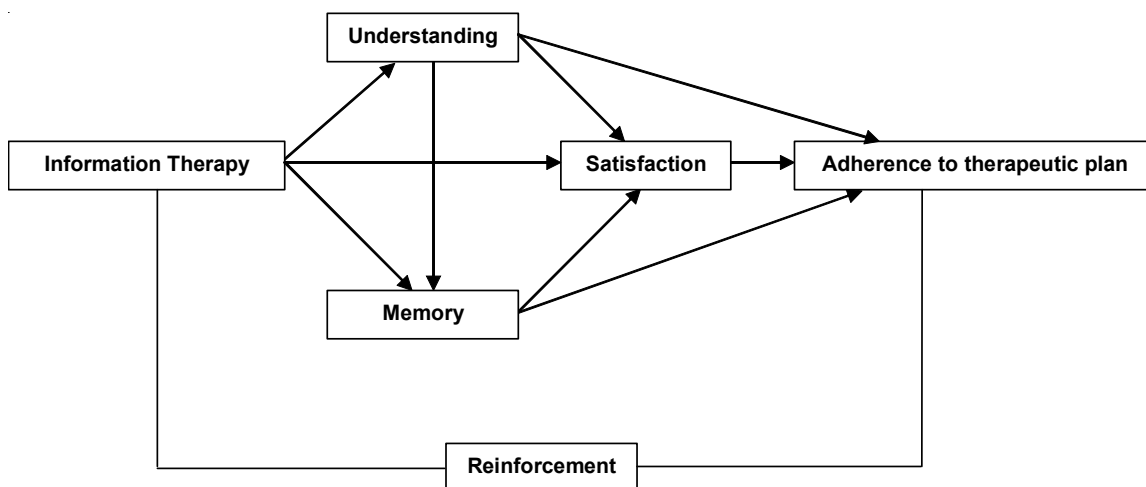 Understanding
Information Therapy
Satisfaction
Adherence to therapeutic plan
Memory
Reinforcement